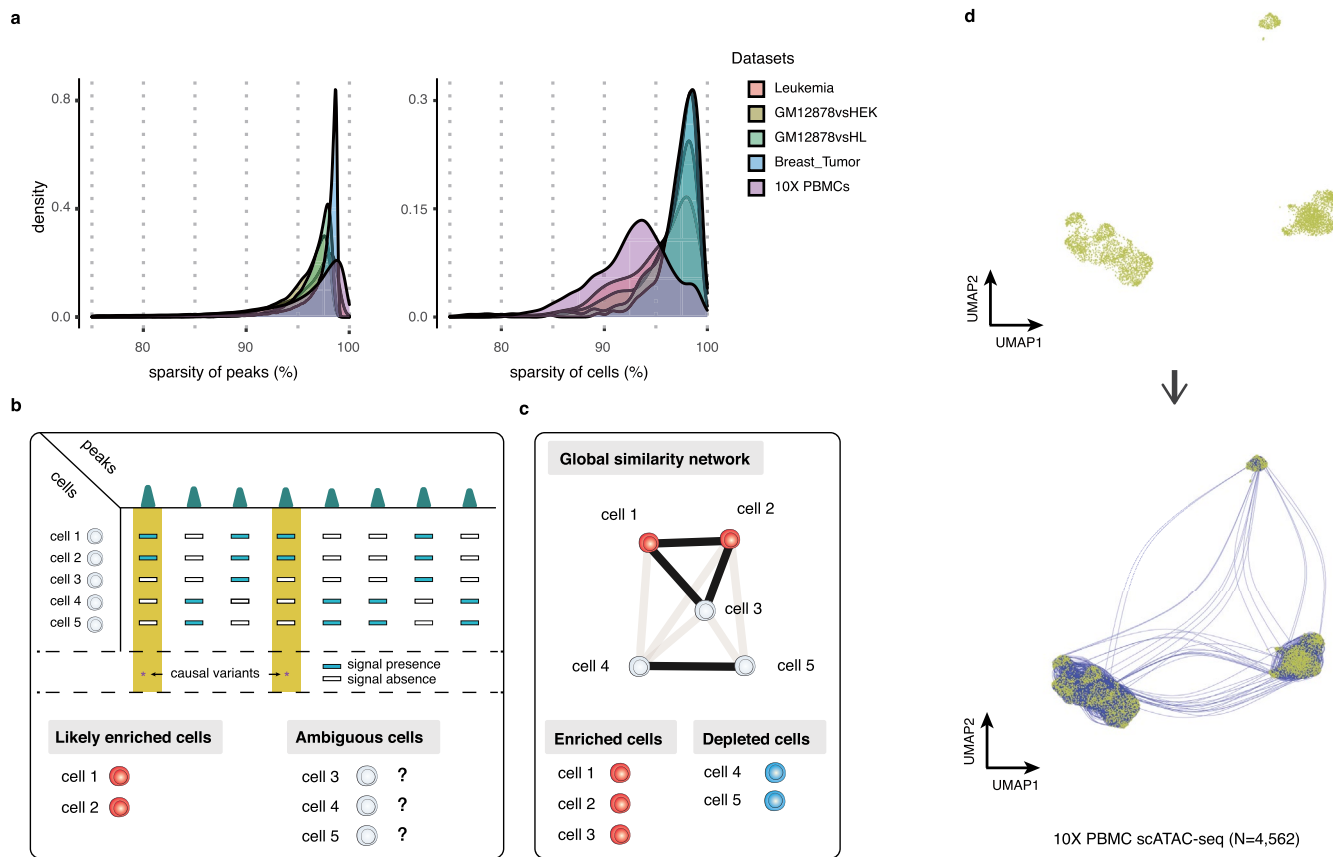 a
Datasets
Leukemia
GM12878vsHEK
GM12878vsHL
Breast_Tumor
10X PBMCs
density
0.8
0.4
0.0
80
90
100
sparsity of peaks (%)
0.3
0.15
0.0
80
90
100
sparsity of cells (%)
b
peaks
cells
cell 1
cell 2
cell 3
cell 4
cell 5
* causal variants *
signal presence
signal absence
Likely enriched cells
cell 1
cell 2
Ambiguous cells
cell 3 ?
cell 4 ?
cell 5 ?
c
Global similarity network
cell 1
cell 2
cell 3
cell 4
cell 5
Enriched cells
cell 1
cell 2
cell 3
Depleted cells
cell 4
cell 5
d
UMAP2
UMAP1
UMAP2
UMAP1
10X PBMC scATAC-seq (N=4,562)